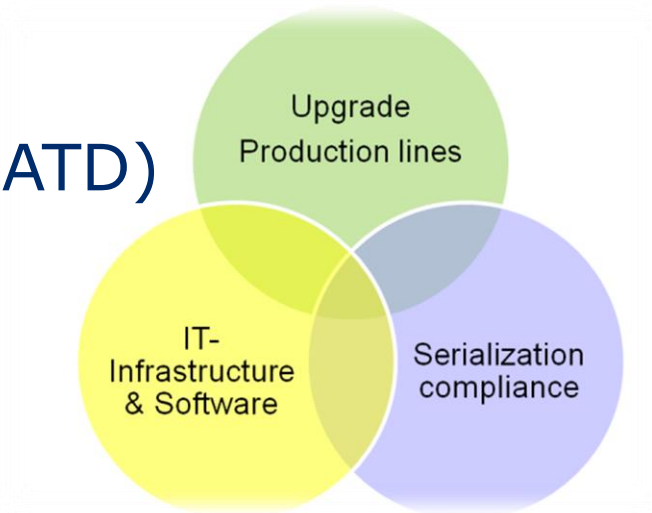 Upgrade
Production lines
ATD)
IT-
Infrastructure
& Software
Serialization
compliance